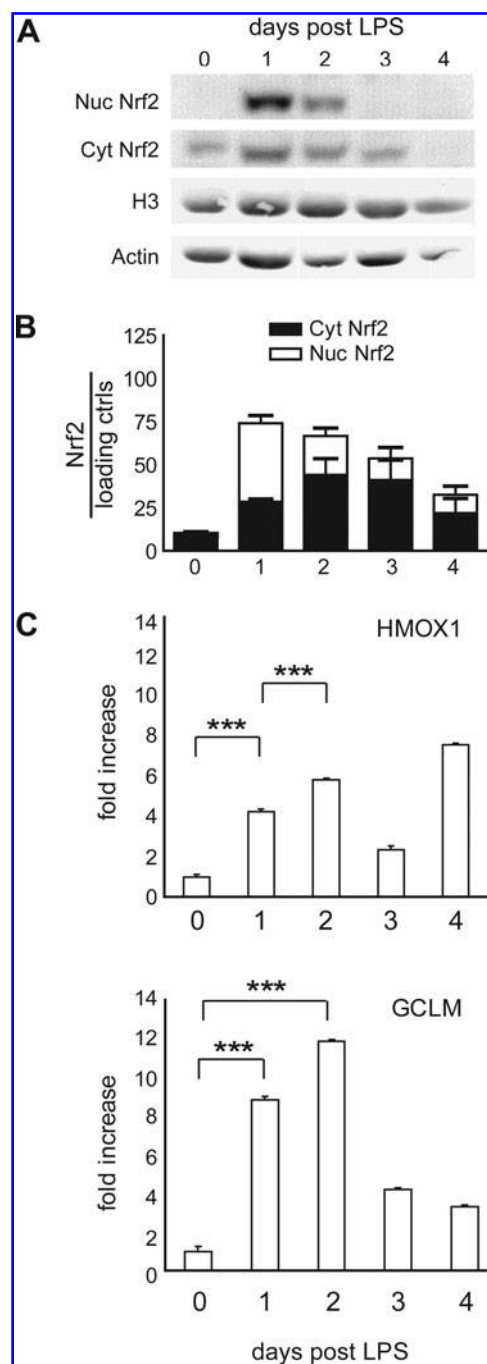 A
days post LPS
0 1 2 3 4
Nuc Nrf2
Cyt Nrf2
H3
Actin
B
125
100
75
50
25
0
Nrf2
loading ctrls
Cyt Nrf2
Nuc Nrf2
0 1 2 3 4
C
HMOX1
14
12
10
8
6
4
2
0
fold increase
***
***
0 1 2 3 4
GCLM
14
12
10
8
6
4
2
0
fold increase
***
***
0 1 2 3 4
days post LPS